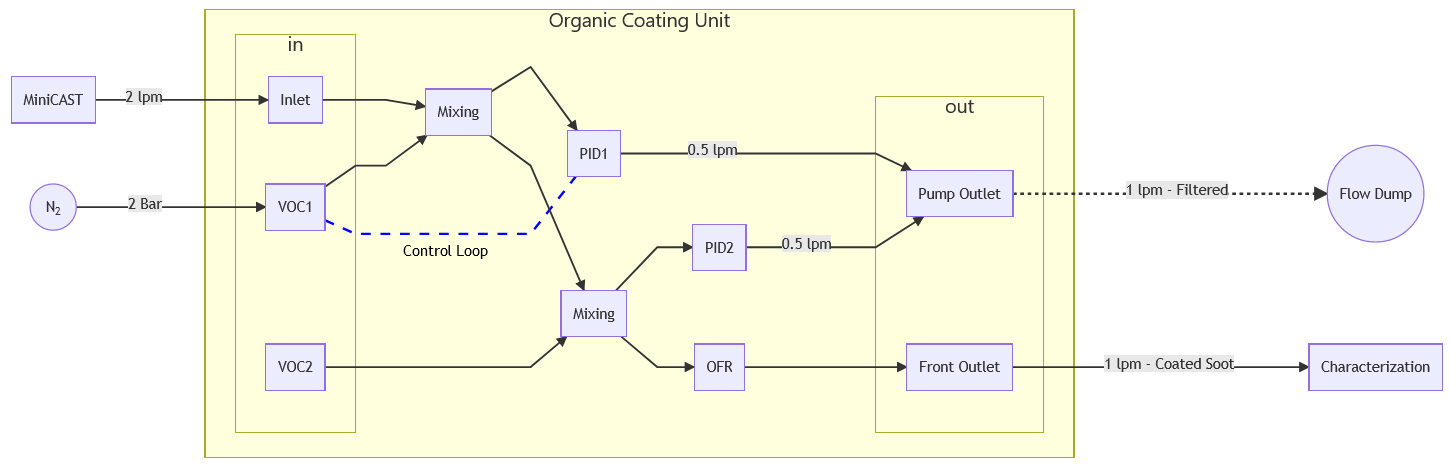 Organic Coating Unit
in
out
MiniCAST
2 lpm
Inlet
Mixing
PID1
0.5 lpm
Pump Outlet
1 lpm - Filtered
Flow Dump
N₂
2 Bar
VOC1
Control Loop
PID2
0.5 lpm
Mixing
VOC2
OFR
Front Outlet
1 lpm - Coated Soot
Characterization